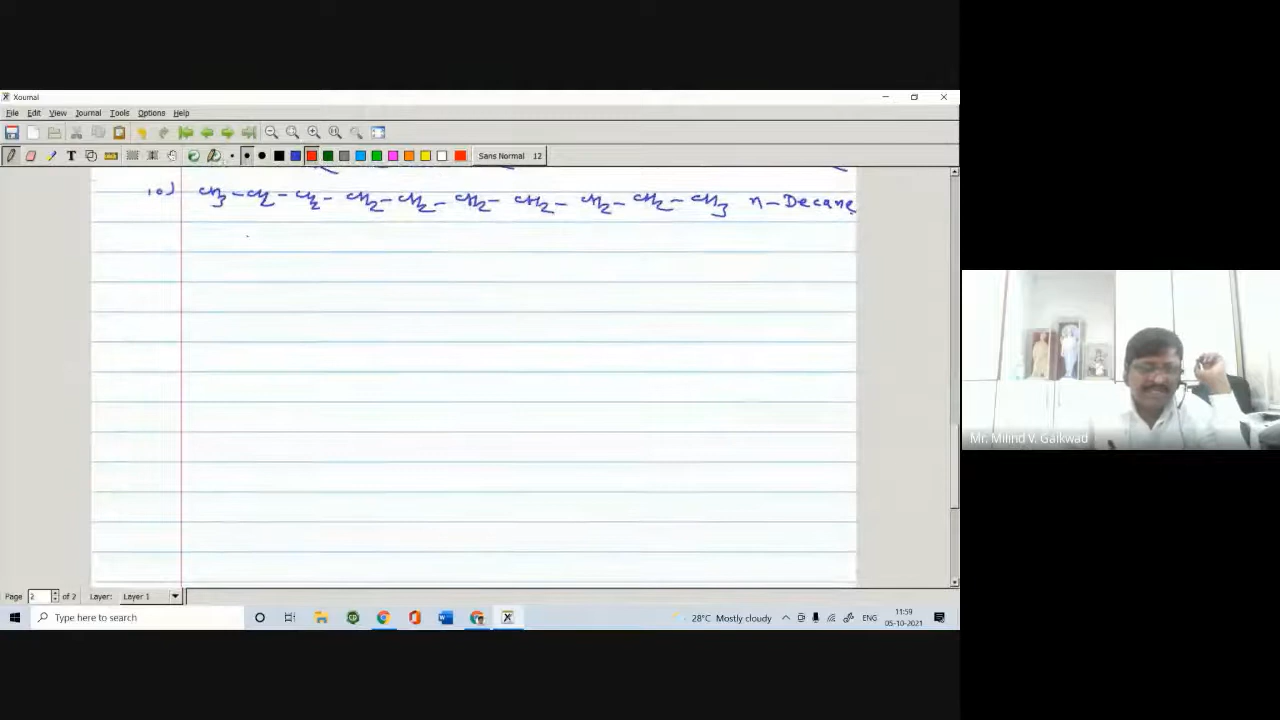 Xournal
File Edit View Journal Tools Options Help
Sans Normal 12
10) CH3-CH2-CH2-CH2-CH2-CH2-CH2-CH2-CH2-CH3 n-Decane
Mr. Milind V. Gaikwad
Page 2 of 2 Layer: Layer 1
Type here to search
28°C Mostly cloudy
ENG
11:59
05-10-2021